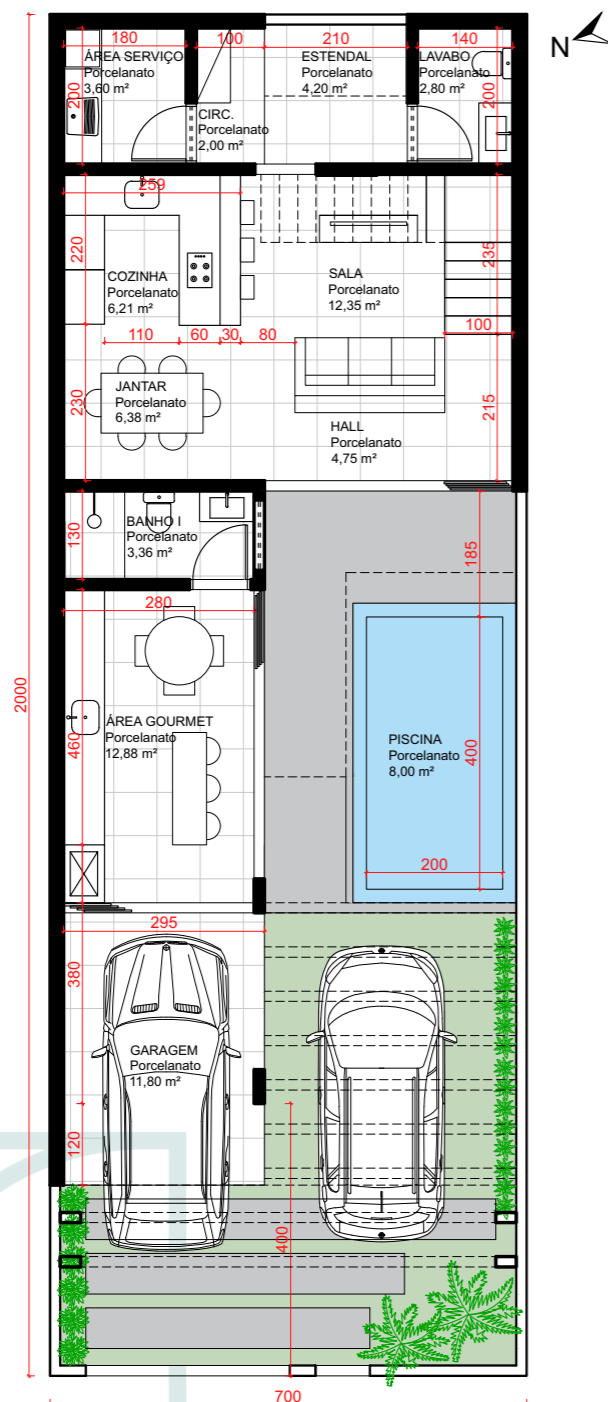 N
180
100
210
140
ÁREA SERVIÇO
Porcelanato
3,60 m²
ESTENDAL
Porcelanato
4,20 m²
LAVABO
Porcelanato
2,80 m²
200
200
CIRC.
Porcelanato
2,00 m²
259
220
235
COZINHA
Porcelanato
6,21 m²
SALA
Porcelanato
12,35 m²
110
60
30
80
100
JANTAR
Porcelanato
6,38 m²
230
215
HALL
Porcelanato
4,75 m²
130
BANHO I
Porcelanato
3,36 m²
185
280
2000
460
ÁREA GOURMET
Porcelanato
12,88 m²
PISCINA
Porcelanato
8,00 m²
400
200
295
380
GARAGEM
Porcelanato
11,80 m²
120
400
700